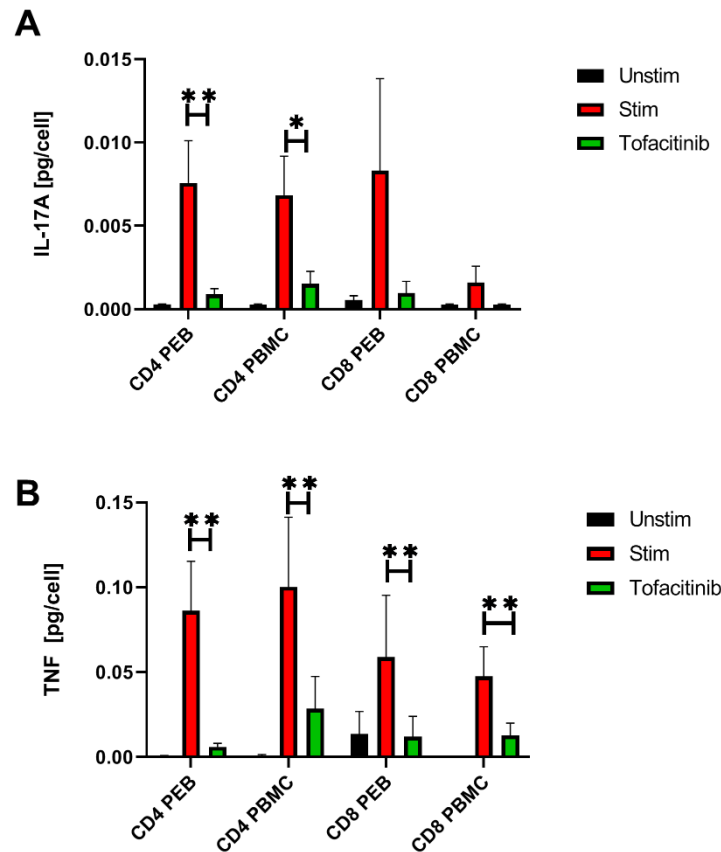 A
IL-17A [pg/cell]
0.015
0.010
0.005
0.000
** *
CD4 PEB
CD4 PBMC
CD8 PEB
CD8 PBMC
Unstim
Stim
Tofacitinib
B
TNF [pg/cell]
0.15
0.10
0.05
0.00
** ** ** **
CD4 PEB
CD4 PBMC
CD8 PEB
CD8 PBMC
Unstim
Stim
Tofacitinib